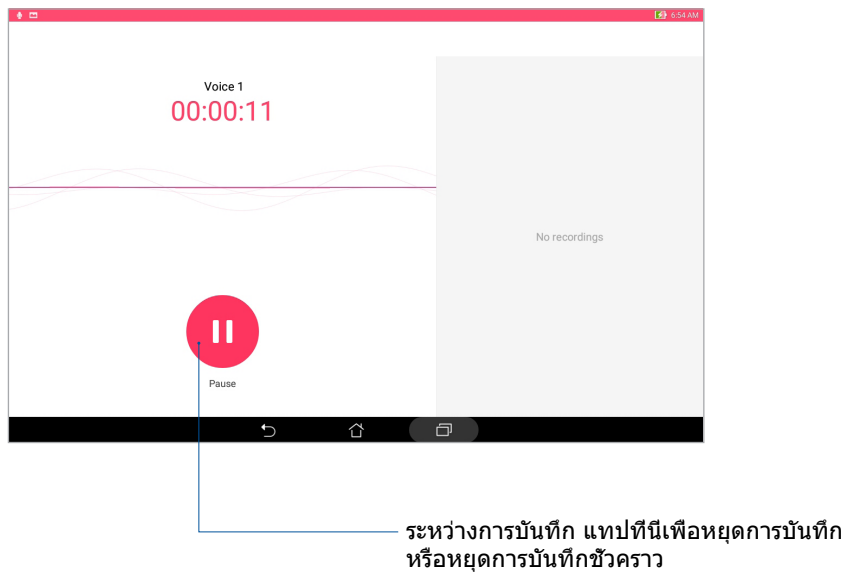 6:54 AM
Voice 1
00:00:11
No recordings
Pause
ระหว่างการบันทึก แทปที่นี่เพื่อหยุดการบันทึก
หรือหยุดการบันทึกชั่วคราว